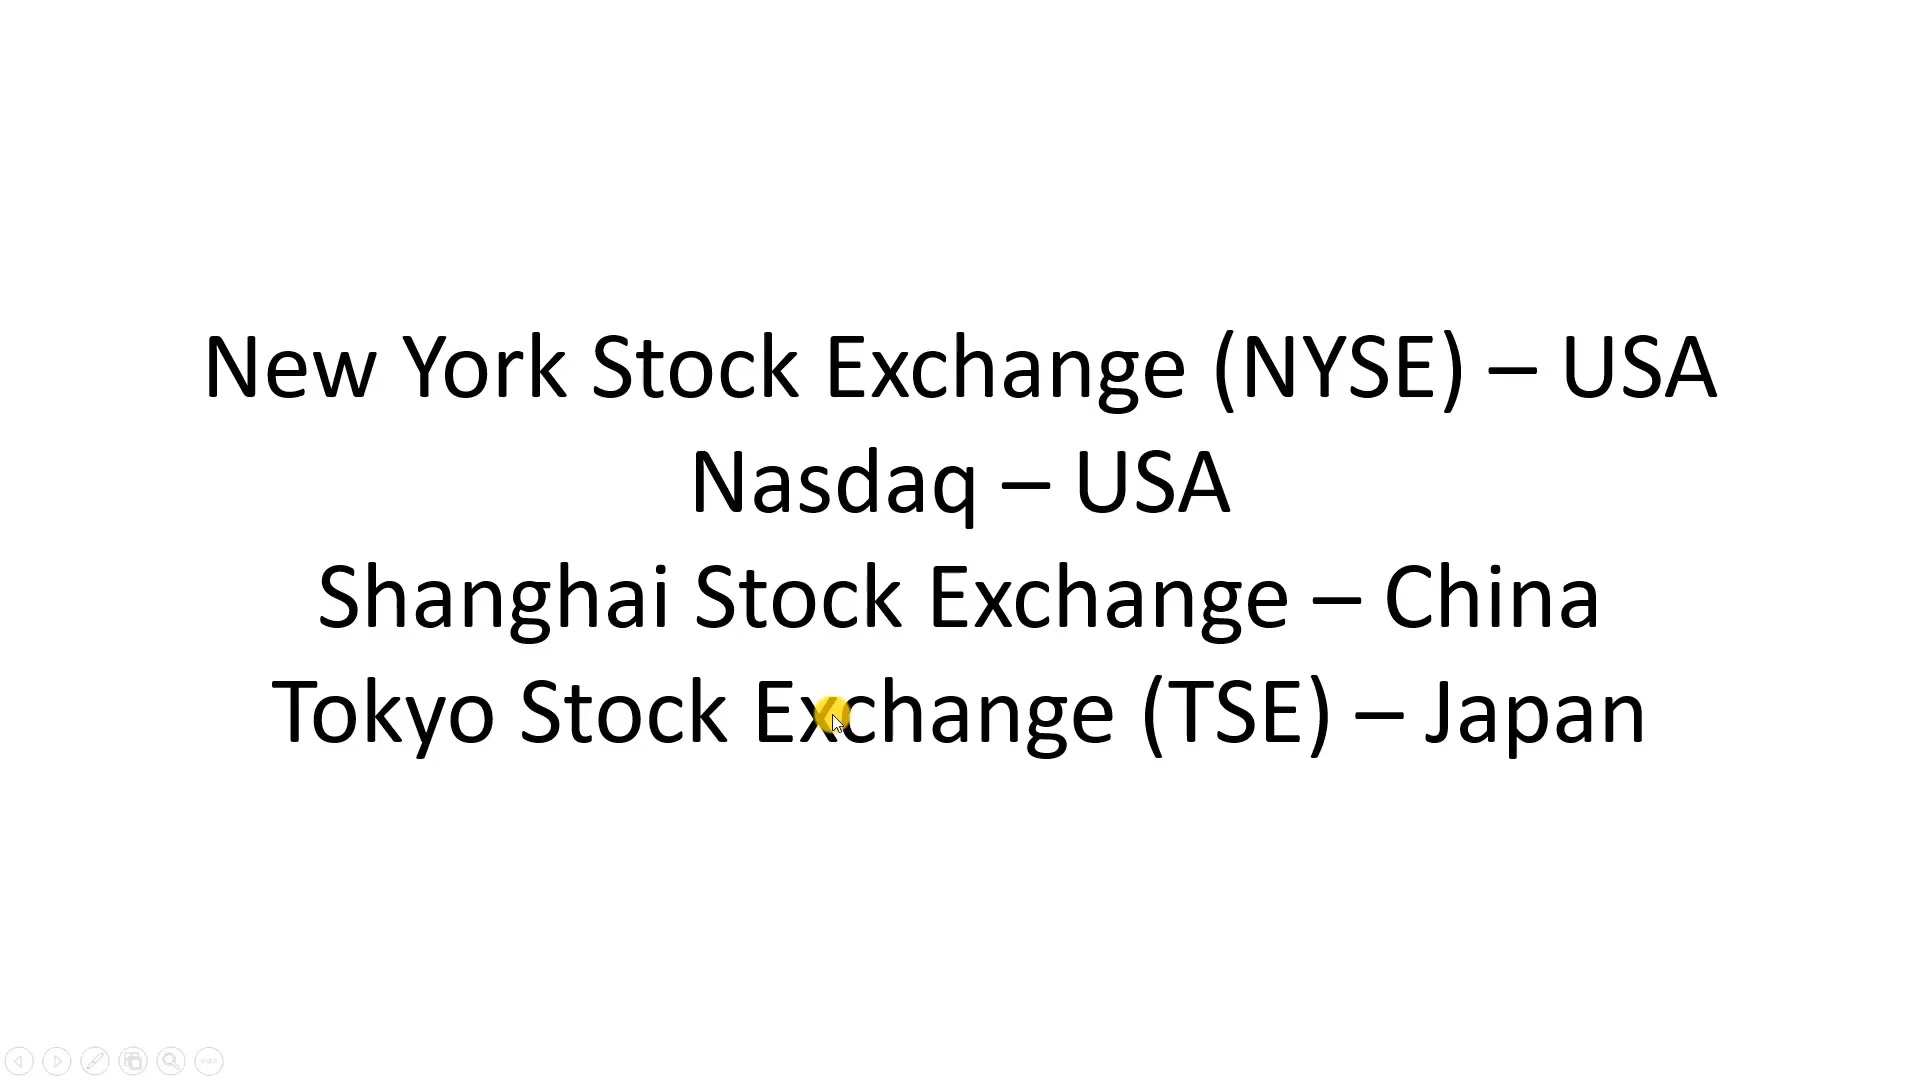 New York Stock Exchange (NYSE) – USA
Nasdaq – USA
Shanghai Stock Exchange – China
Tokyo Stock Exchange (TSE) – Japan